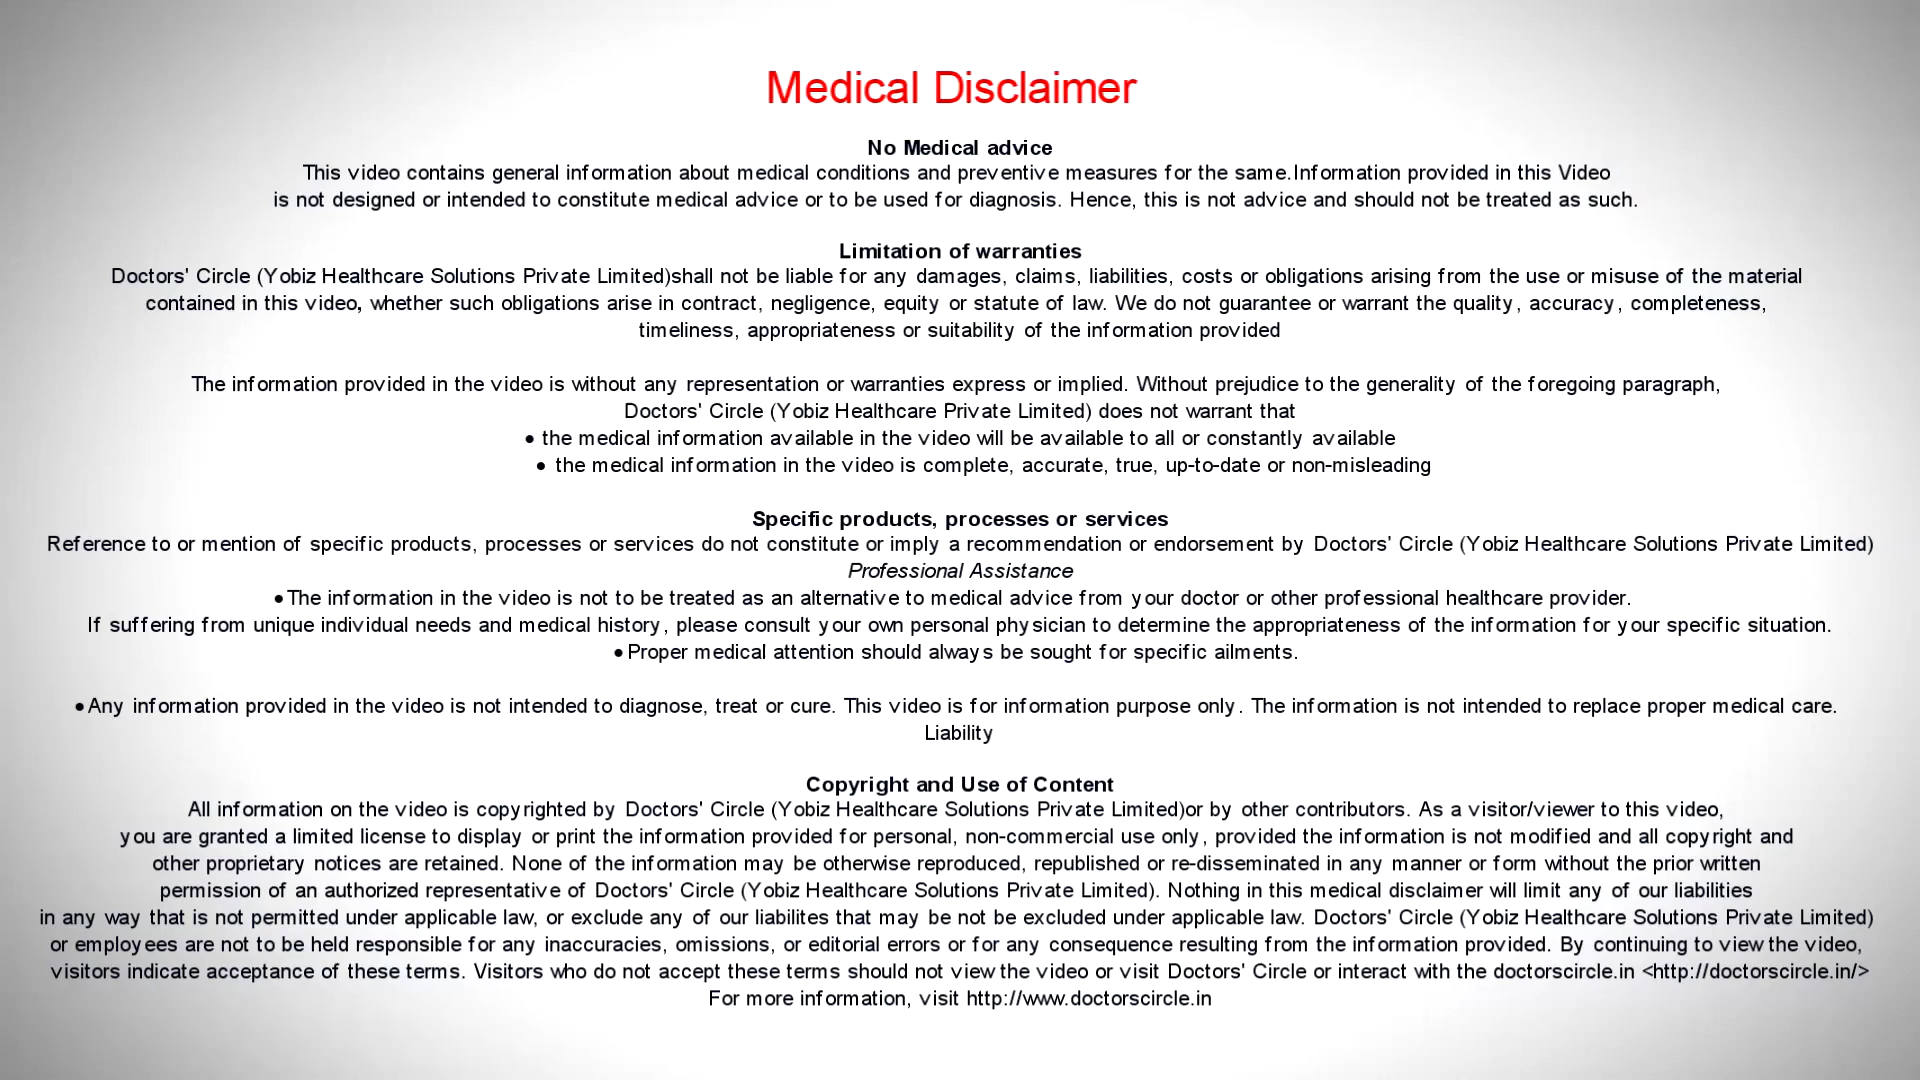 Medical Disclaimer
No Medical advice
This video contains general information about medical conditions and preventive measures for the same.Information provided in this Video
is not designed or intended to constitute medical advice or to be used for diagnosis. Hence, this is not advice and should not be treated as such.
Limitation of warranties
Doctors' Circle (Yobiz Healthcare Solutions Private Limited)shall not be liable for any damages, claims, liabilities, costs or obligations arising from the use or misuse of the material
contained in this video, whether such obligations arise in contract, negligence, equity or statute of law. We do not guarantee or warrant the quality, accuracy, completeness,
timeliness, appropriateness or suitability of the information provided
The information provided in the video is without any representation or warranties express or implied. Without prejudice to the generality of the foregoing paragraph,
Doctors' Circle (Yobiz Healthcare Private Limited) does not warrant that
• the medical information available in the video will be available to all or constantly available
• the medical information in the video is complete, accurate, true, up-to-date or non-misleading
Specific products, processes or services
Reference to or mention of specific products, processes or services do not constitute or imply a recommendation or endorsement by Doctors' Circle (Yobiz Healthcare Solutions Private Limited)
Professional Assistance
•The information in the video is not to be treated as an alternative to medical advice from your doctor or other professional healthcare provider.
If suffering from unique individual needs and medical history, please consult your own personal physician to determine the appropriateness of the information for your specific situation.
•Proper medical attention should always be sought for specific ailments.
•Any information provided in the video is not intended to diagnose, treat or cure. This video is for information purpose only. The information is not intended to replace proper medical care.
Liability
Copyright and Use of Content
All information on the video is copyrighted by Doctors' Circle (Yobiz Healthcare Solutions Private Limited)or by other contributors. As a visitor/viewer to this video,
you are granted a limited license to display or print the information provided for personal, non-commercial use only, provided the information is not modified and all copyright and
other proprietary notices are retained. None of the information may be otherwise reproduced, republished or re-disseminated in any manner or form without the prior written
permission of an authorized representative of Doctors' Circle (Yobiz Healthcare Solutions Private Limited). Nothing in this medical disclaimer will limit any of our liabilities
in any way that is not permitted under applicable law, or exclude any of our liabilites that may be not be excluded under applicable law. Doctors' Circle (Yobiz Healthcare Solutions Private Limited)
or employees are not to be held responsible for any inaccuracies, omissions, or editorial errors or for any consequence resulting from the information provided. By continuing to view the video,
visitors indicate acceptance of these terms. Visitors who do not accept these terms should not view the video or visit Doctors' Circle or interact with the doctorscircle.in <http://doctorscircle.in/>
For more information, visit http://www.doctorscircle.in